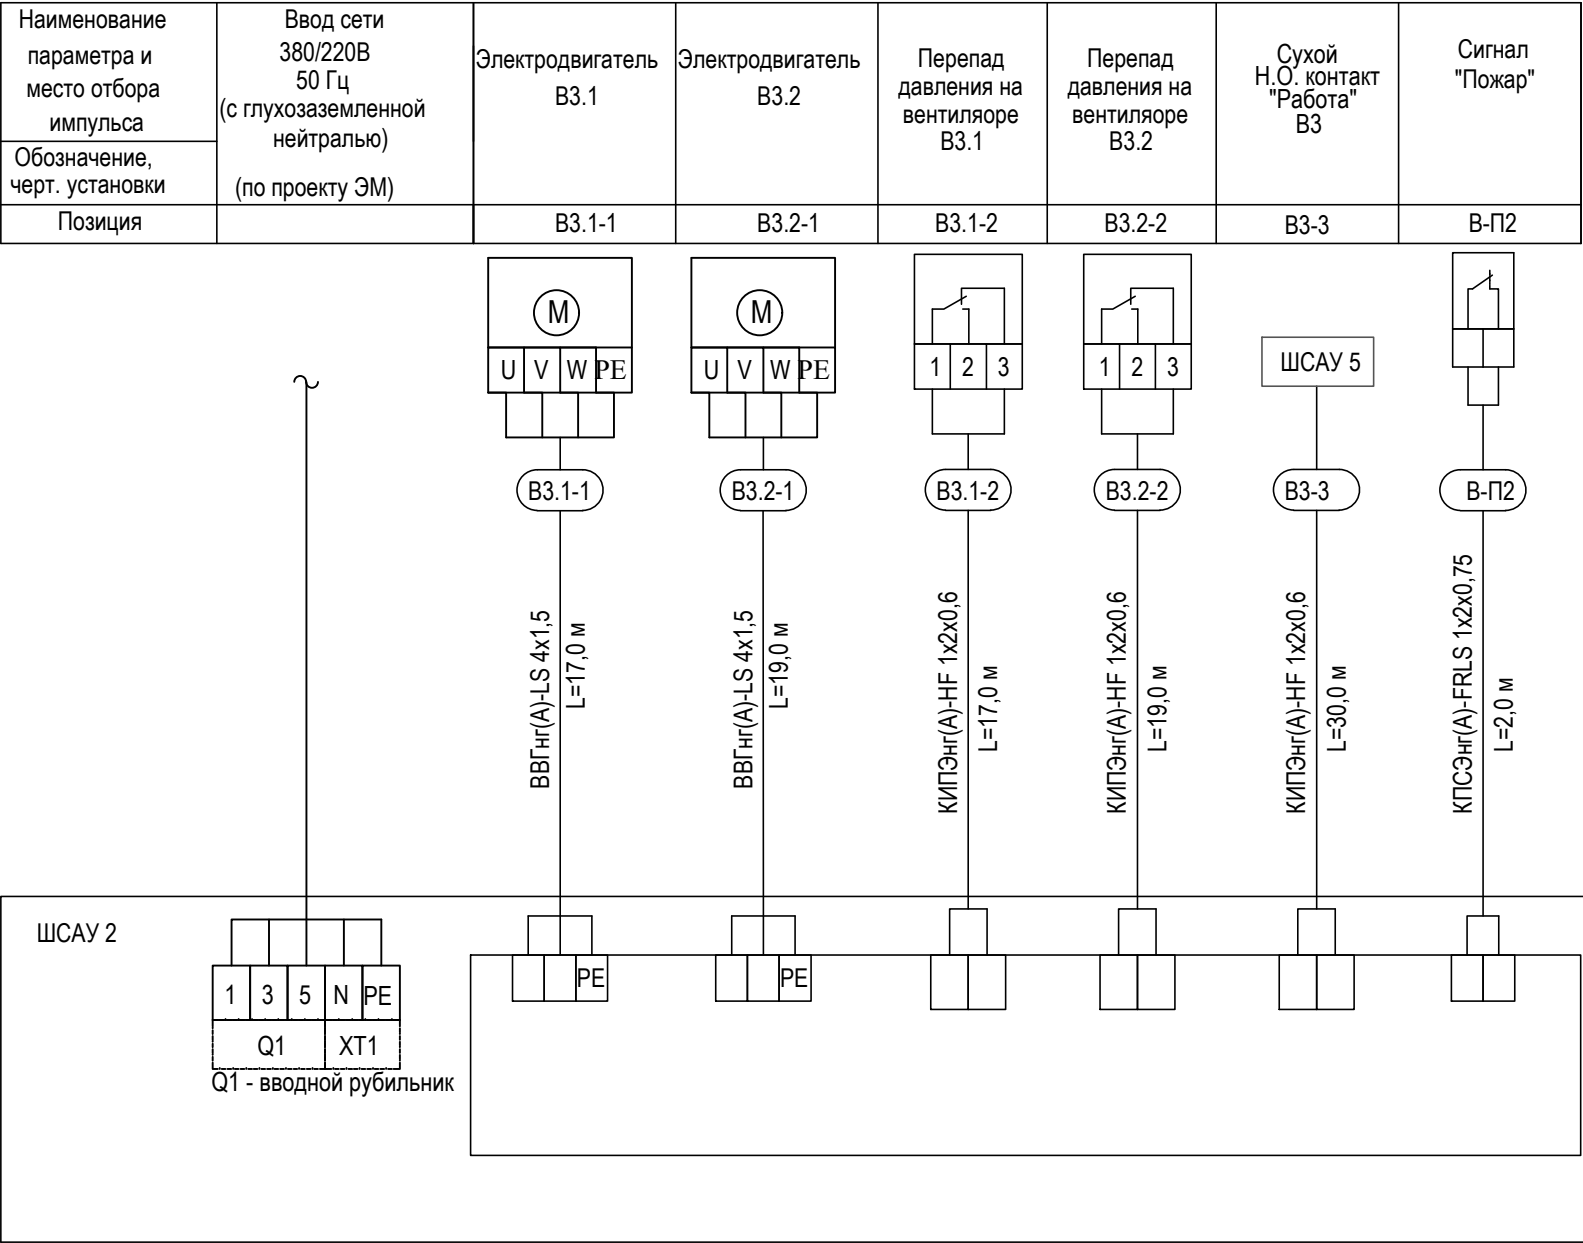 Наименование
параметра и
место отбора
импульса
Обозначение,
черт. установки
Позиция
Ввод сети
380/220В
50 Гц
(с глухозаземленной
нейтралью)
(по проекту ЭМ)
Электродвигатель
В3.1
Электродвигатель
В3.2
Перепад
давления на
вентиляоре
В3.1
Перепад
давления на
вентиляоре
В3.2
Сухой
Н.О. контакт
"Работа"
В3
Сигнал
"Пожар"
В3.1-1
В3.2-1
В3.1-2
В3.2-2
В3-3
В-П2
М
М
U V W PE
U V W PE
1 2 3
1 2 3
ШСАУ 5
В3.1-1
В3.2-1
В3.1-2
В3.2-2
В3-3
В-П2
ВВГнг(А)-LS 4х1,5
L=17,0 м
ВВГнг(А)-LS 4х1,5
L=19,0 м
КИПЭнг(А)-HF 1х2х0,6
L=17,0 м
КИПЭнг(А)-HF 1х2х0,6
L=19,0 м
КИПЭнг(А)-HF 1х2х0,6
L=30,0 м
КПСЭнг(А)-FRLS 1х2х0,75
L=2,0 м
ШСАУ 2
1 3 5 N PE
Q1 XT1
Q1 - вводной рубильник
PE
PE